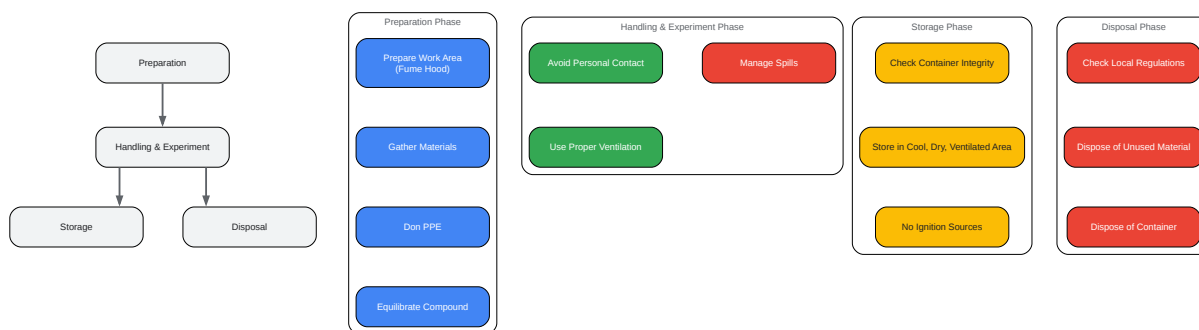 Preparation
Handling & Experiment
Storage
Disposal
Preparation Phase
Prepare Work Area
(Fume Hood)
Gather Materials
Don PPE
Equilibrate Compound
Handling & Experiment Phase
Avoid Personal Contact
Manage Spills
Use Proper Ventilation
Storage Phase
Check Container Integrity
Store in Cool, Dry, Ventilated Area
No Ignition Sources
Disposal Phase
Check Local Regulations
Dispose of Unused Material
Dispose of Container